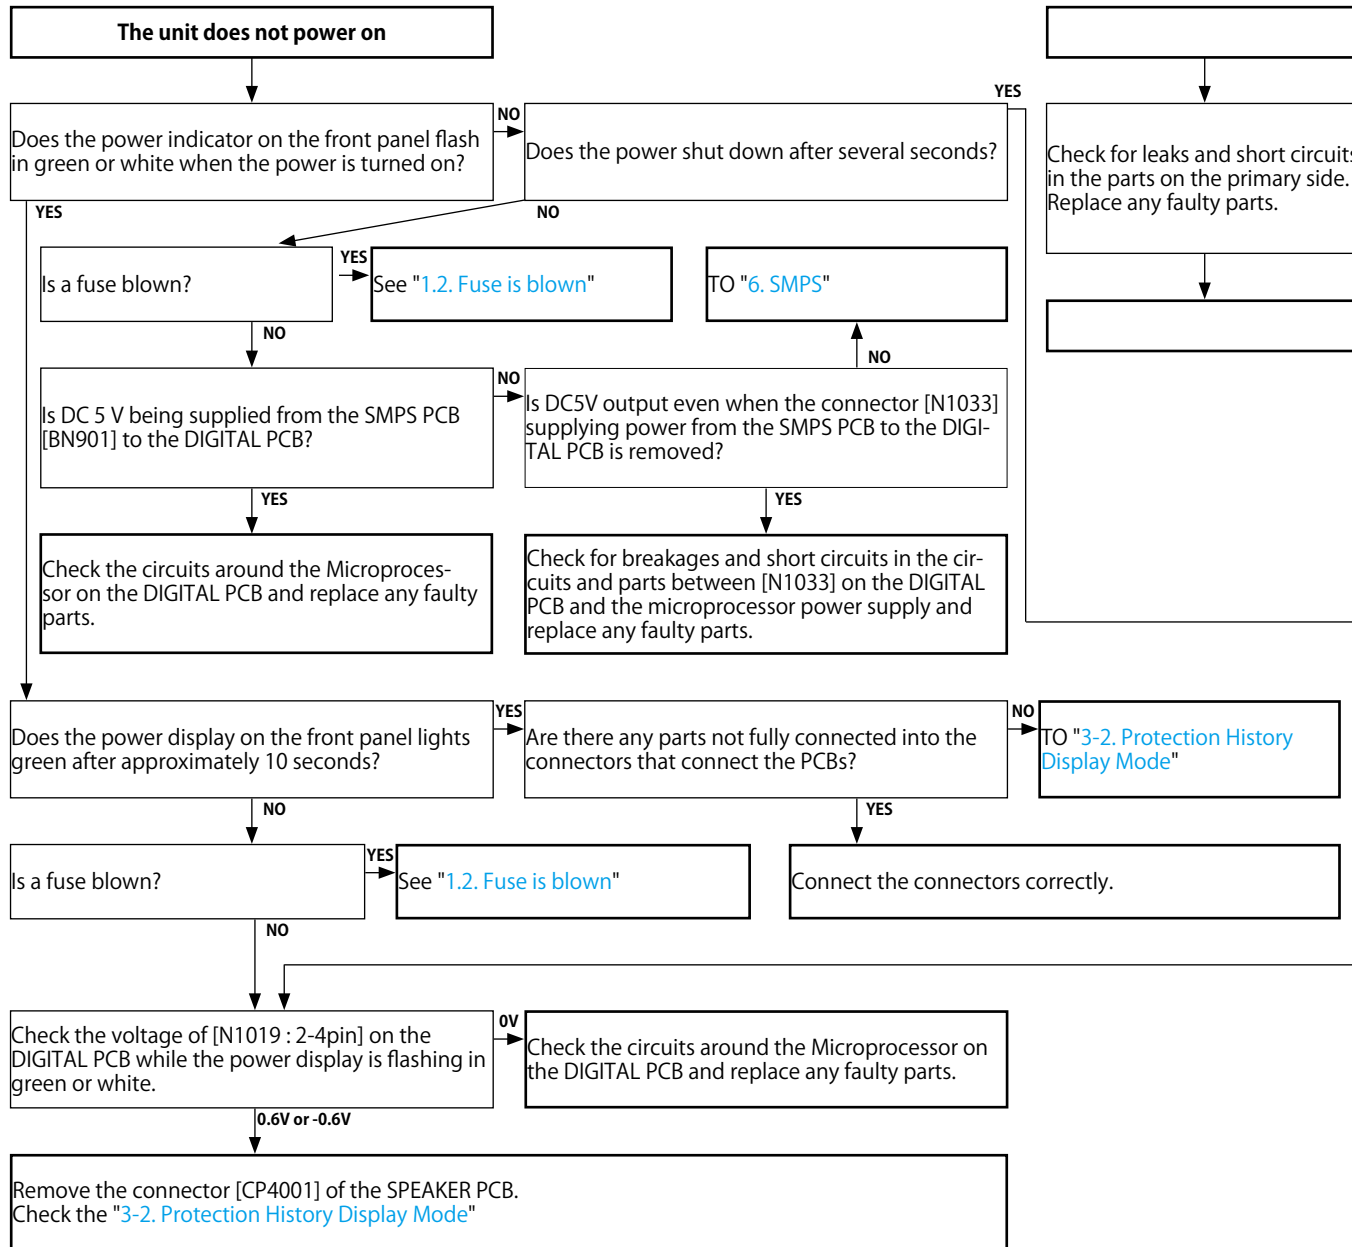 The unit does not power on
YES
NO
Does the power indicator on the front panel flash
in green or white when the power is turned on?
Does the power shut down after several seconds?
Check for leaks and short circuits
in the parts on the primary side.
Replace any faulty parts.
YES
NO
Is a fuse blown?
YES
See "1.2. Fuse is blown"
TO "6. SMPS"
NO
NO
Is DC 5 V being supplied from the SMPS PCB
[BN901] to the DIGITAL PCB?
NO
Is DC5V output even when the connector [N1033]
supplying power from the SMPS PCB to the DIGI-
TAL PCB is removed?
YES
YES
Check the circuits around the Microproces-
sor on the DIGITAL PCB and replace any faulty
parts.
Check for breakages and short circuits in the cir-
cuits and parts between [N1033] on the DIGITAL
PCB and the microprocessor power supply and
replace any faulty parts.
Does the power display on the front panel lights
green after approximately 10 seconds?
YES
Are there any parts not fully connected into the
connectors that connect the PCBs?
NO
TO "3-2. Protection History
Display Mode"
NO
YES
Is a fuse blown?
YES
See "1.2. Fuse is blown"
Connect the connectors correctly.
NO
Check the voltage of [N1019 : 2-4pin] on the
DIGITAL PCB while the power display is flashing in
green or white.
0V
Check the circuits around the Microprocessor on
the DIGITAL PCB and replace any faulty parts.
0.6V or -0.6V
Remove the connector [CP4001] of the SPEAKER PCB.
Check the "3-2. Protection History Display Mode"